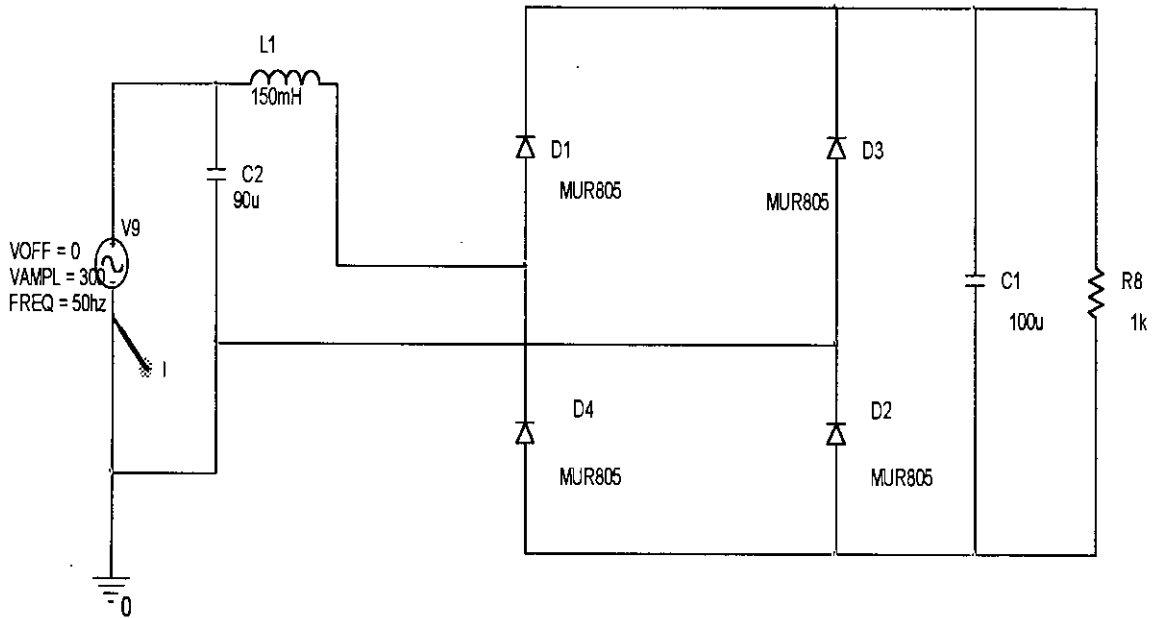 L1
150mH
D1
MUR805
D3
MUR805
C2
90u
V9
VOFF = 0
VAMPL = 300
FREQ = 50hz
I
C1
100u
R8
1k
D4
MUR805
D2
MUR805
0